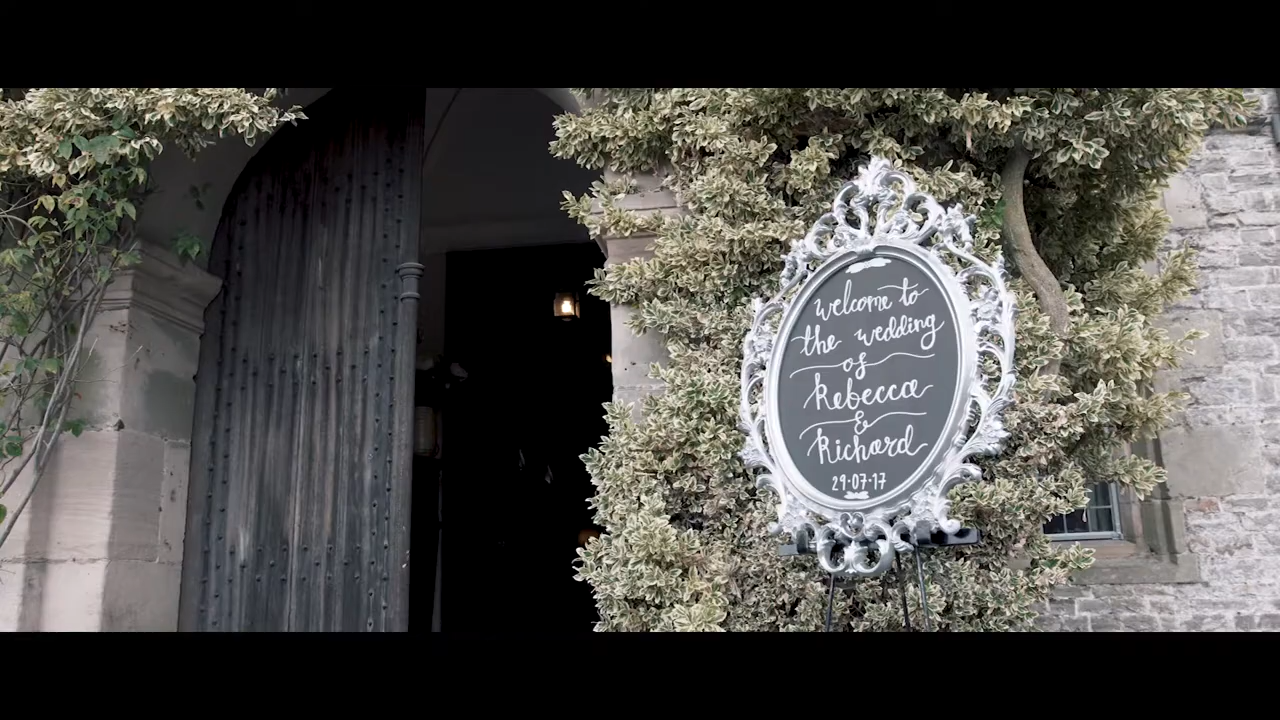 welcome to
the wedding
of
Rebecca
&
Richard
29·07·17